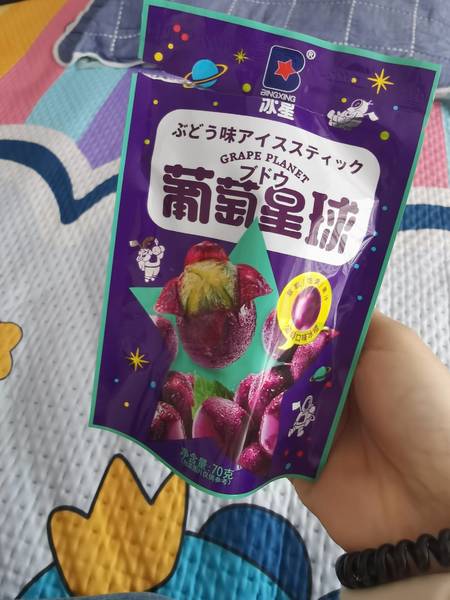 ®
BINGXING
冰星
ぶどう味アイススティック
GRAPE PLANET
ブドウ
葡萄星球
净含量:70克